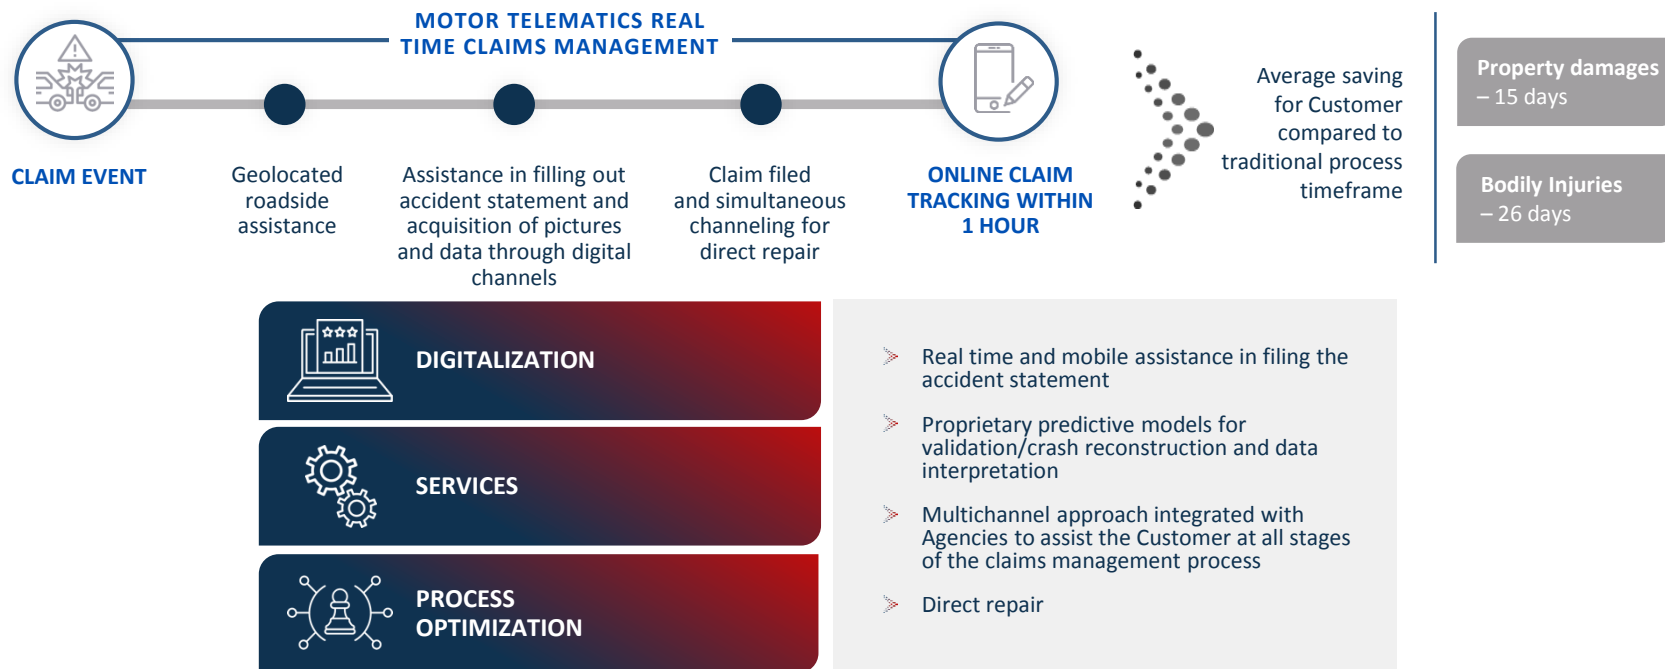 MOTOR TELEMATICS REAL
TIME CLAIMS MANAGEMENT
CLAIM EVENT
Geolocated
roadside
assistance
Assistance in filling out
accident statement and
acquisition of pictures
and data through digital
channels
Claim filed
and simultaneous
channeling for
direct repair
ONLINE CLAIM
TRACKING WITHIN
1 HOUR
Average saving
for Customer
compared to
traditional process
timeframe
Property damages
– 15 days
Bodily Injuries
– 26 days
DIGITALIZATION
SERVICES
PROCESS
OPTIMIZATION
Real time and mobile assistance in filing the
accident statement
Proprietary predictive models for
validation/crash reconstruction and data
interpretation
Multichannel approach integrated with
Agencies to assist the Customer at all stages
of the claims management process
Direct repair